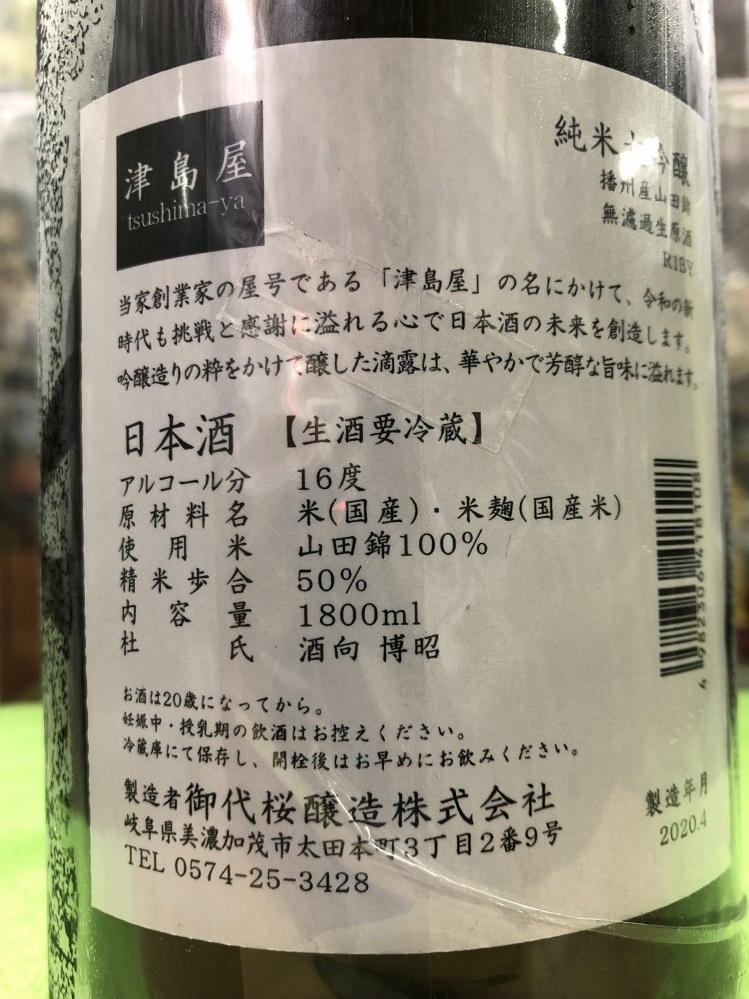 津島屋
tsushima-ya
純米大吟醸
播州産山田錦
無濾過生原酒
R1BY
当家創業家の屋号である「津島屋」の名にかけて、令和の新
時代も挑戦と感謝に溢れる心で日本酒の未来を創造します。
吟醸造りの粋をかけて醸した滴露は、華やかで芳醇な旨味に溢れます。
日本酒 【生酒要冷蔵】
アルコール分 16度
原材料名 米(国産)・米麹(国産米)
使用米 山田錦100%
精米歩合 50%
内容量 1800ml
杜氏 酒向 博昭
お酒は20歳になってから。
妊娠中・授乳期の飲酒はお控えください。
冷蔵庫にて保存し、開栓後はお早めにお飲みください。
製造者御代桜醸造株式会社
岐阜県美濃加茂市太田本町3丁目2番9号
TEL 0574-25-3428
製造年月
2020.4